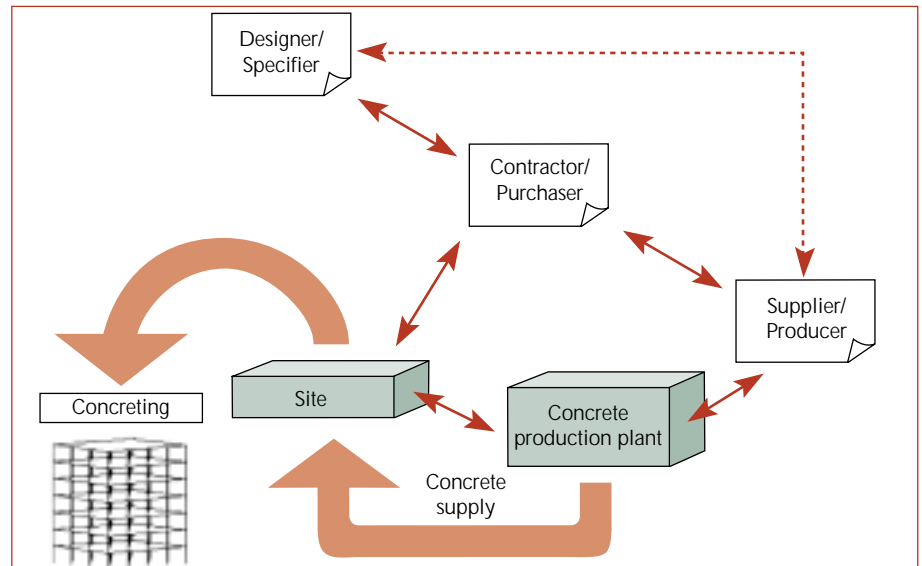 Designer/
Specifier
Contractor/
Purchaser
Supplier/
Producer
Site
Concreting
Concrete
production plant
Concrete
supply